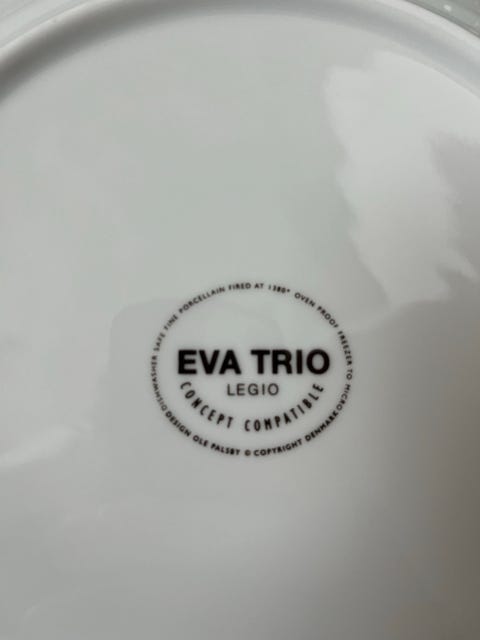 DISHWASHER SAFE FINE PORCELAIN FIRED AT 1380° OVEN PROOF FREEZER TO MICRO
EVA TRIO
LEGIO
CONCEPT COMPATIBLE
DESIGN OLE PALSBY © COPYRIGHT DENMARK